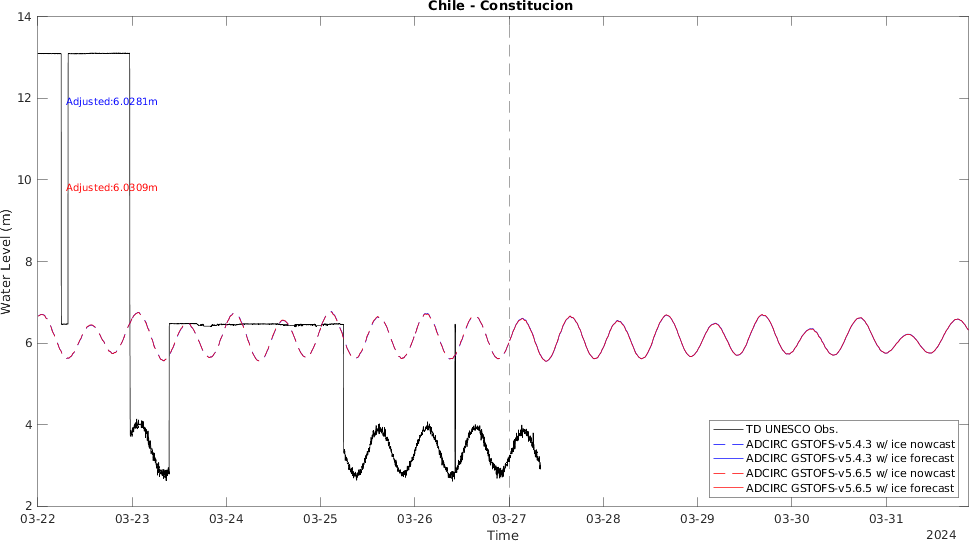 Chile - Constitucion
14
12
10
8
6
4
2
Water Level (m)
Adjusted:6.0281m
Adjusted:6.0309m
TD UNESCO Obs.
ADCIRC GSTOFS-v5.4.3 w/ ice nowcast
ADCIRC GSTOFS-v5.4.3 w/ ice forecast
ADCIRC GSTOFS-v5.6.5 w/ ice nowcast
ADCIRC GSTOFS-v5.6.5 w/ ice forecast
03-22 03-23 03-24 03-25 03-26 03-27 03-28 03-29 03-30 03-31
Time
2024